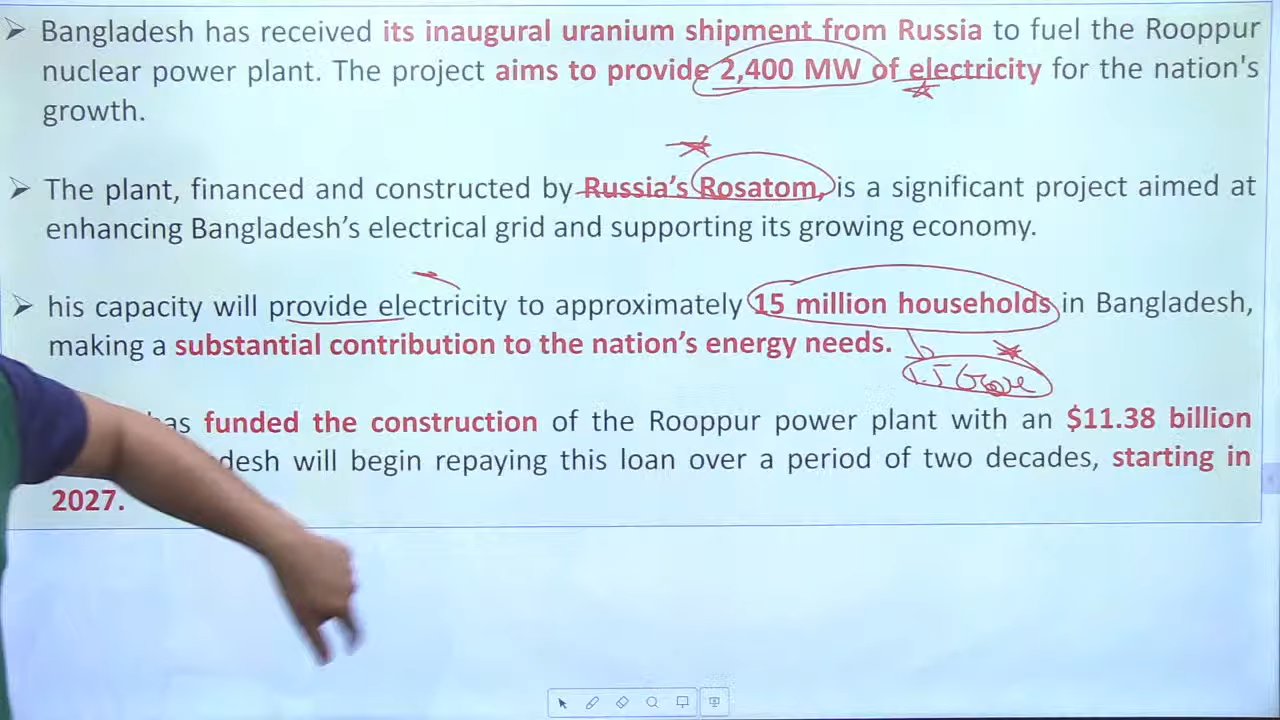 Bangladesh has received its inaugural uranium shipment from Russia to fuel the Rooppur
nuclear power plant. The project aims to provide 2,400 MW of electricity for the nation's
growth.
The plant, financed and constructed by Russia's Rosatom, is a significant project aimed at
enhancing Bangladesh's electrical grid and supporting its growing economy.
his capacity will provide electricity to approximately 15 million households in Bangladesh,
making a substantial contribution to the nation's energy needs.
1.5 Crore
as funded the construction of the Rooppur power plant with an $11.38 billion
desh will begin repaying this loan over a period of two decades, starting in
2027.